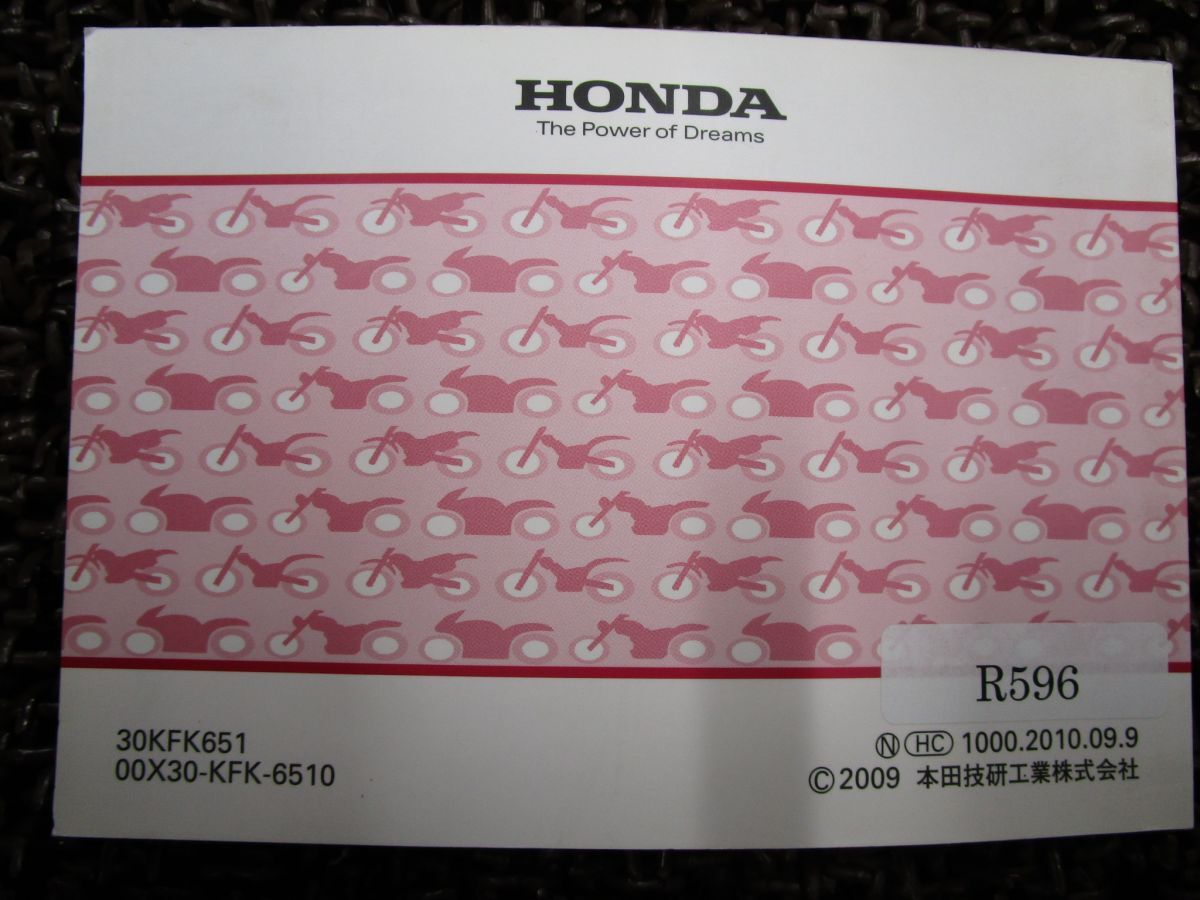 HONDA
The Power of Dreams
R596
30KFK651
00X30-KFK-6510
Ⓝ HC 1000.2010.09.9
©2009 本田技研工業株式会社